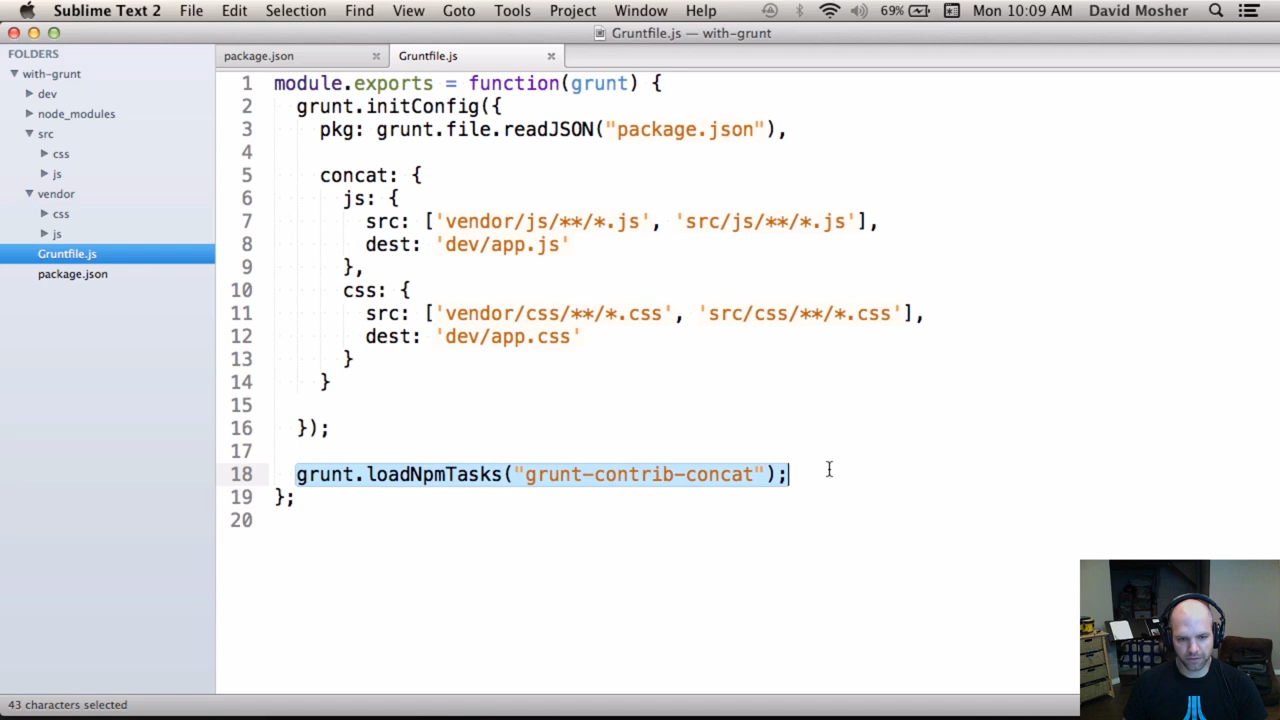 Sublime Text 2 File Edit Selection Find View Goto Tools Project Window Help 69% Mon 10:09 AM David Mosher
Gruntfile.js — with-grunt
FOLDERS
with-grunt
dev
node_modules
src
css
js
vendor
css
js
Gruntfile.js
package.json
package.json Gruntfile.js
1 module.exports = function(grunt) {
2 grunt.initConfig({
3 pkg: grunt.file.readJSON("package.json"),
4
5 concat: {
6 js: {
7 src: ['vendor/js/**/*.js', 'src/js/**/*.js'],
8 dest: 'dev/app.js'
9 },
10 css: {
11 src: ['vendor/css/**/*.css', 'src/css/**/*.css'],
12 dest: 'dev/app.css'
13 }
14 }
15
16 });
17
18 grunt.loadNpmTasks("grunt-contrib-concat");
19 };
20
43 characters selected